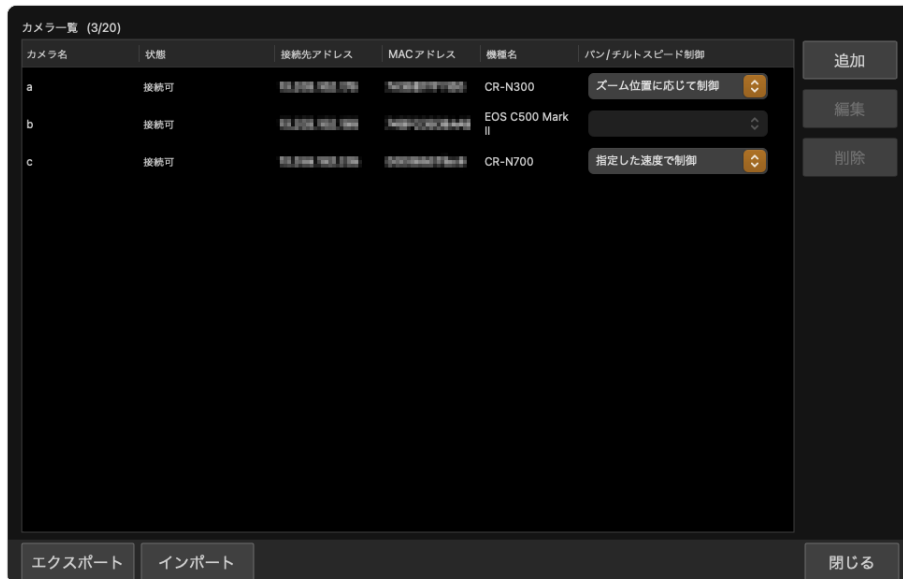 カメラ一覧 (3/20)
カメラ名 状態 接続先アドレス MACアドレス 機種名 パン/チルトスピード制御
追加
a 接続可 CR-N300 ズーム位置に応じて制御
編集
b 接続可 EOS C500 Mark
II
削除
c 接続可 CR-N700 指定した速度で制御
エクスポート インポート 閉じる